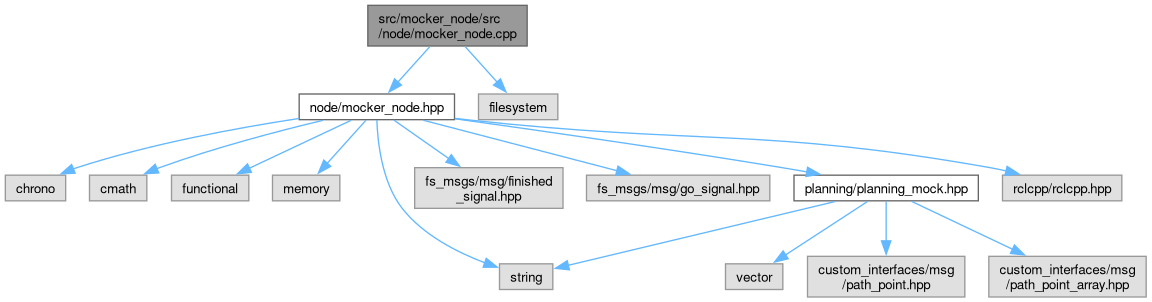 src/mocker_node/src
/node/mocker_node.cpp
node/mocker_node.hpp
filesystem
chrono
cmath
functional
memory
fs_msgs/msg/finished
_signal.hpp
fs_msgs/msg/go_signal.hpp
planning/planning_mock.hpp
rclcpp/rclcpp.hpp
string
vector
custom_interfaces/msg
/path_point.hpp
custom_interfaces/msg
/path_point_array.hpp